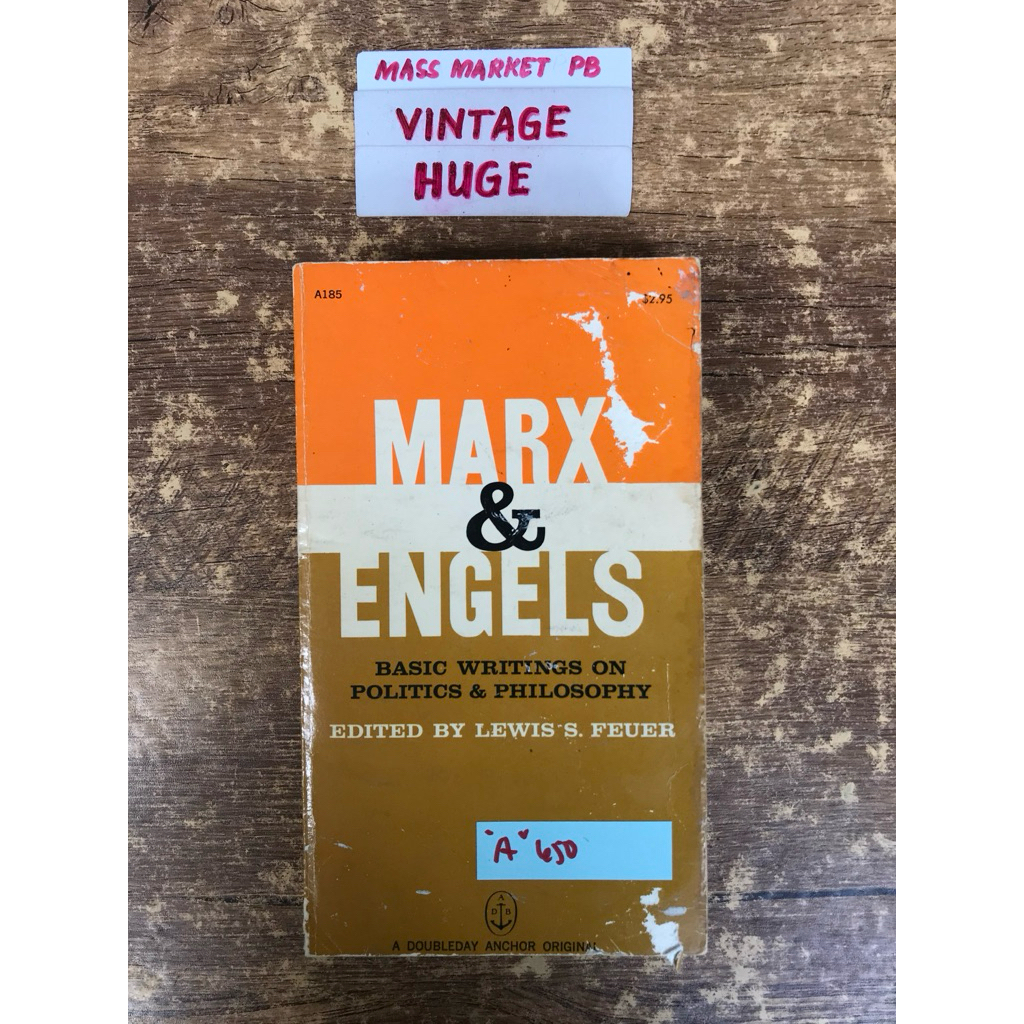 MASS MARKET PB
VINTAGE
HUGE
A185
$2.95
MARX
&
ENGELS
BASIC WRITINGS ON
POLITICS & PHILOSOPHY
EDITED BY LEWIS S. FEUER
"A" 650
A
D B
A DOUBLEDAY ANCHOR ORIGINAL